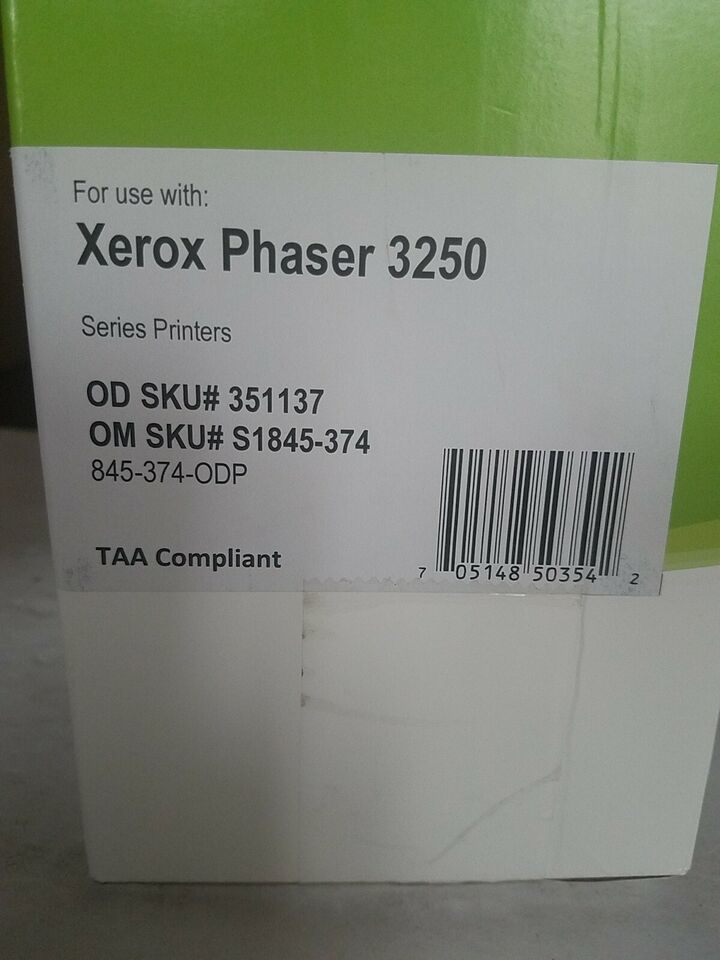 For use with:
Xerox Phaser 3250
Series Printers
OD SKU# 351137
OM SKU# S1845-374
845-374-ODP
TAA Compliant
7 05148 50354 2